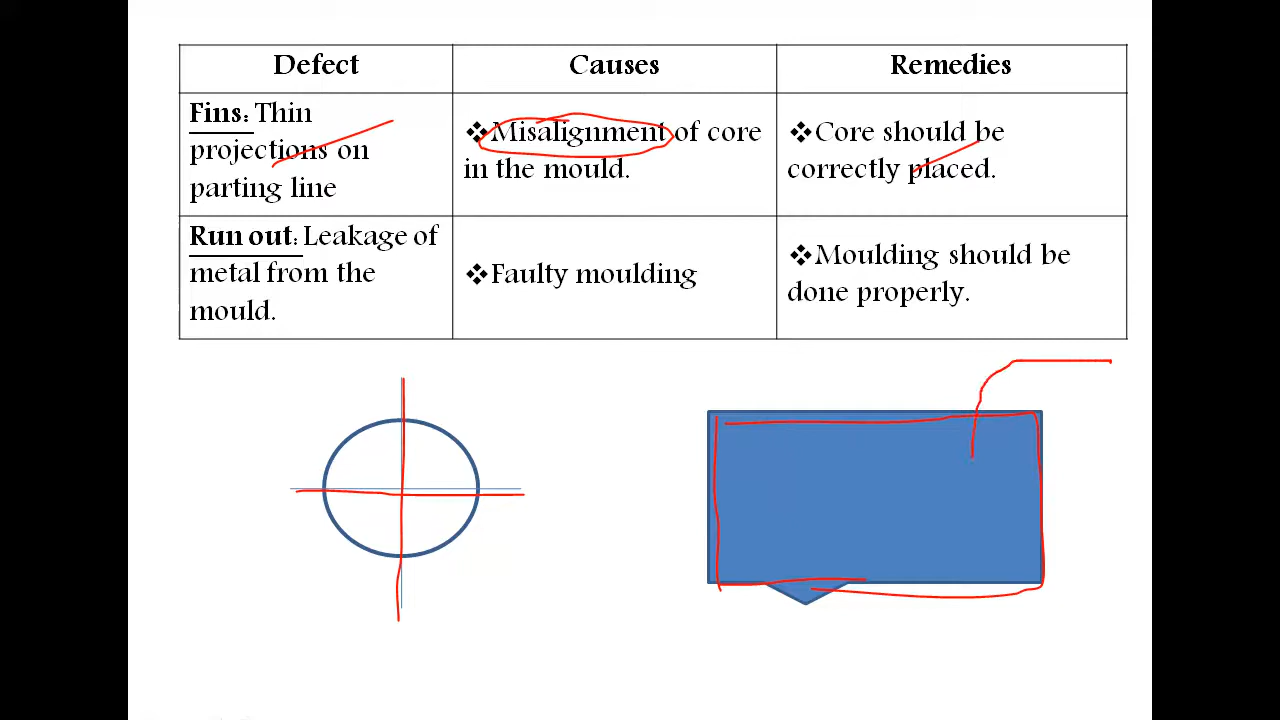 Defect
Causes
Remedies
Fins: Thin
projections on
parting line
❖Misalignment of core
in the mould.
❖Core should be
correctly placed.
Run out: Leakage of
metal from the
mould.
❖Faulty moulding
❖Moulding should be
done properly.